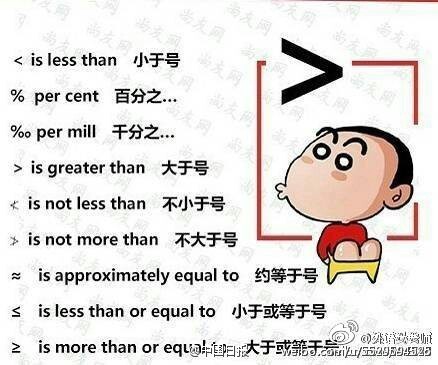 < is less than 小于号
% per cent 百分之...
‰ per mill 千分之...
> is greater than 大于号
≮ is not less than 不小于号
≯ is not more than 不大于号
≈ is approximately equal to 约等于号
≤ is less than or equal to 小于或等于号
≥ is more than or equal to 大于或等于号
>
尚友网
@中国日报